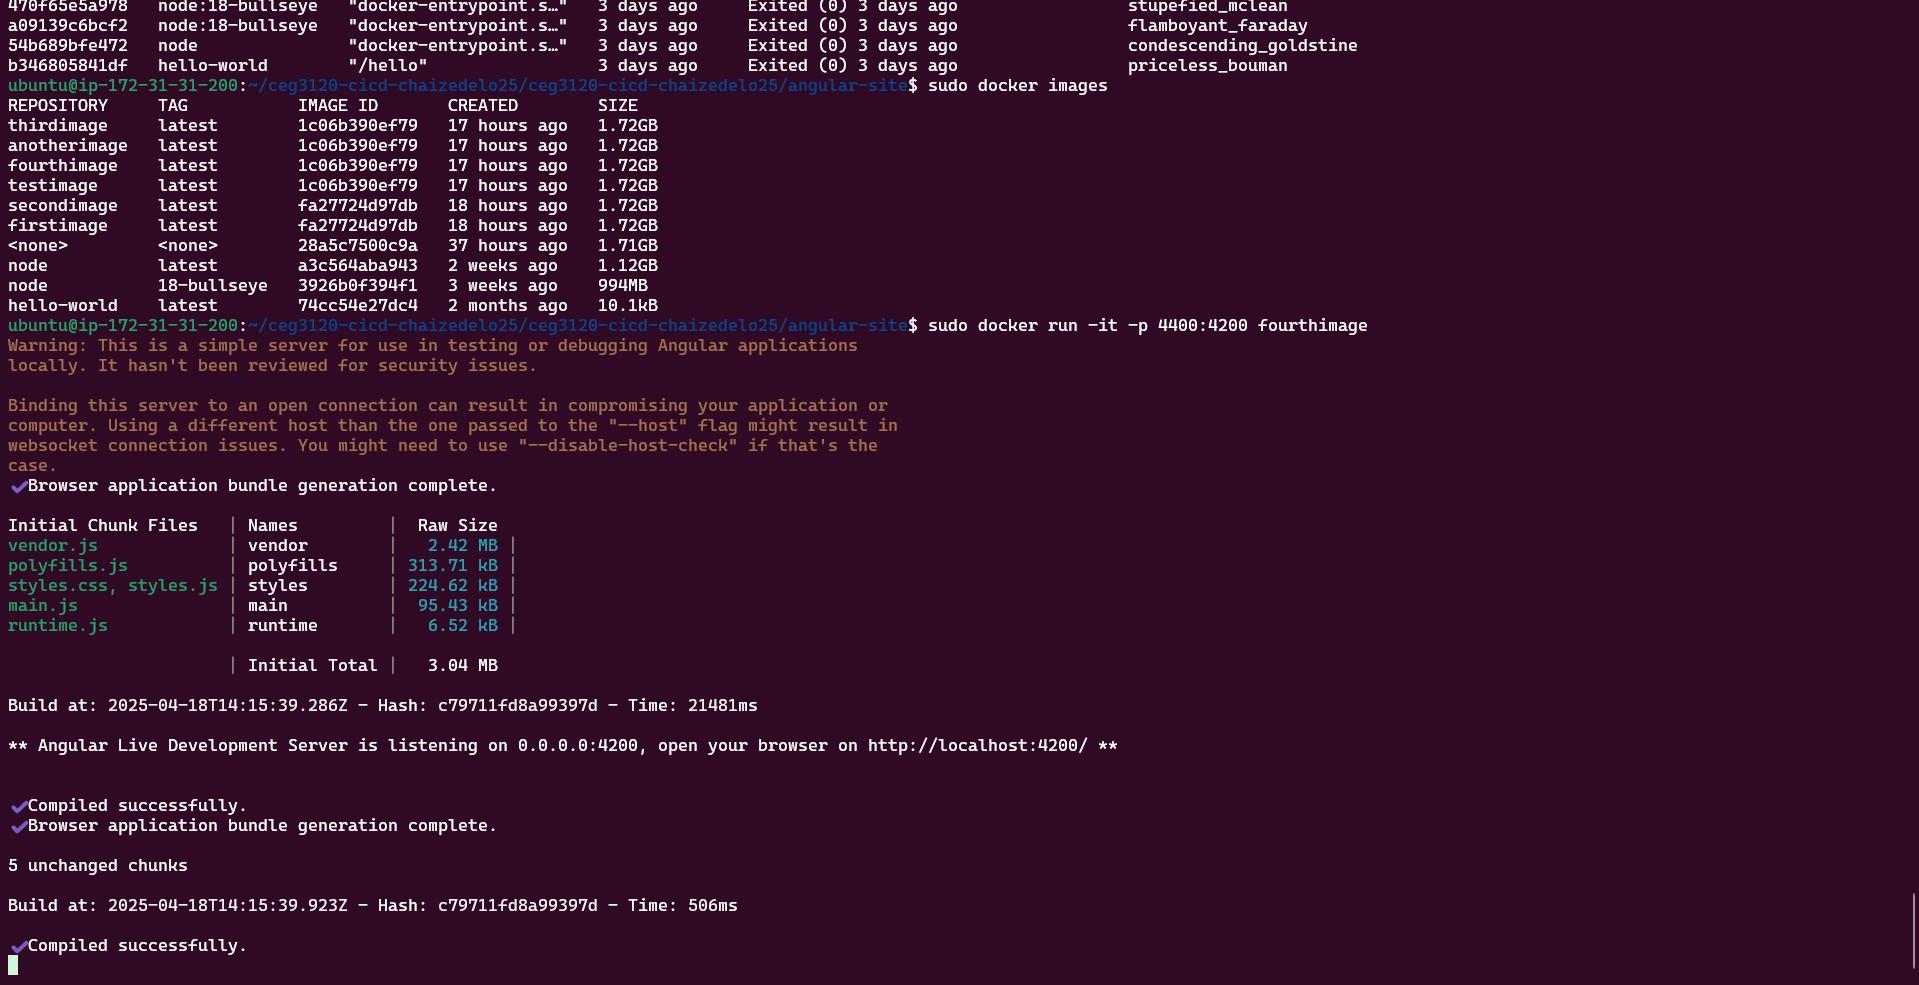 470f65e5a978   node:18-bullseye   "docker-entrypoint.s…"   3 days ago     Exited (0) 3 days ago                 stupefied_mclean
a09139c6bcf2   node:18-bullseye   "docker-entrypoint.s…"   3 days ago     Exited (0) 3 days ago                 flamboyant_faraday
54b689bfe472   node               "docker-entrypoint.s…"   3 days ago     Exited (0) 3 days ago                 condescending_goldstine
b346805841df   hello-world        "/hello"                 3 days ago     Exited (0) 3 days ago                 priceless_bouman
ubuntu@ip-172-31-31-200:~/ceg3120-cicd-chaizedelo25/ceg3120-cicd-chaizedelo25/angular-site$ sudo docker images
REPOSITORY     TAG           IMAGE ID       CREATED        SIZE
thirdimage     latest        1c06b390ef79   17 hours ago   1.72GB
anotherimage   latest        1c06b390ef79   17 hours ago   1.72GB
fourthimage    latest        1c06b390ef79   17 hours ago   1.72GB
testimage      latest        1c06b390ef79   17 hours ago   1.72GB
secondimage    latest        fa27724d97db   18 hours ago   1.72GB
firstimage     latest        fa27724d97db   18 hours ago   1.72GB
<none>         <none>        28a5c7500c9a   37 hours ago   1.71GB
node           latest        a3c564aba943   2 weeks ago    1.12GB
node           18-bullseye   3926b0f394f1   3 weeks ago    994MB
hello-world    latest        74cc54e27dc4   2 months ago   10.1kB
ubuntu@ip-172-31-31-200:~/ceg3120-cicd-chaizedelo25/ceg3120-cicd-chaizedelo25/angular-site$ sudo docker run -it -p 4400:4200 fourthimage
Warning: This is a simple server for use in testing or debugging Angular applications
locally. It hasn't been reviewed for security issues.
Binding this server to an open connection can result in compromising your application or
computer. Using a different host than the one passed to the "--host" flag might result in
websocket connection issues. You might need to use "--disable-host-check" if that's the
case.
✔Browser application bundle generation complete.
Initial Chunk Files   | Names         |  Raw Size
vendor.js             | vendor        |   2.42 MB |
polyfills.js          | polyfills     | 313.71 kB |
styles.css, styles.js | styles        | 224.62 kB |
main.js               | main          |  95.43 kB |
runtime.js            | runtime       |   6.52 kB |
| Initial Total |   3.04 MB
Build at: 2025-04-18T14:15:39.286Z - Hash: c79711fd8a99397d - Time: 21481ms
** Angular Live Development Server is listening on 0.0.0.0:4200, open your browser on http://localhost:4200/ **
✔Compiled successfully.
✔Browser application bundle generation complete.
5 unchanged chunks
Build at: 2025-04-18T14:15:39.923Z - Hash: c79711fd8a99397d - Time: 506ms
✔Compiled successfully.